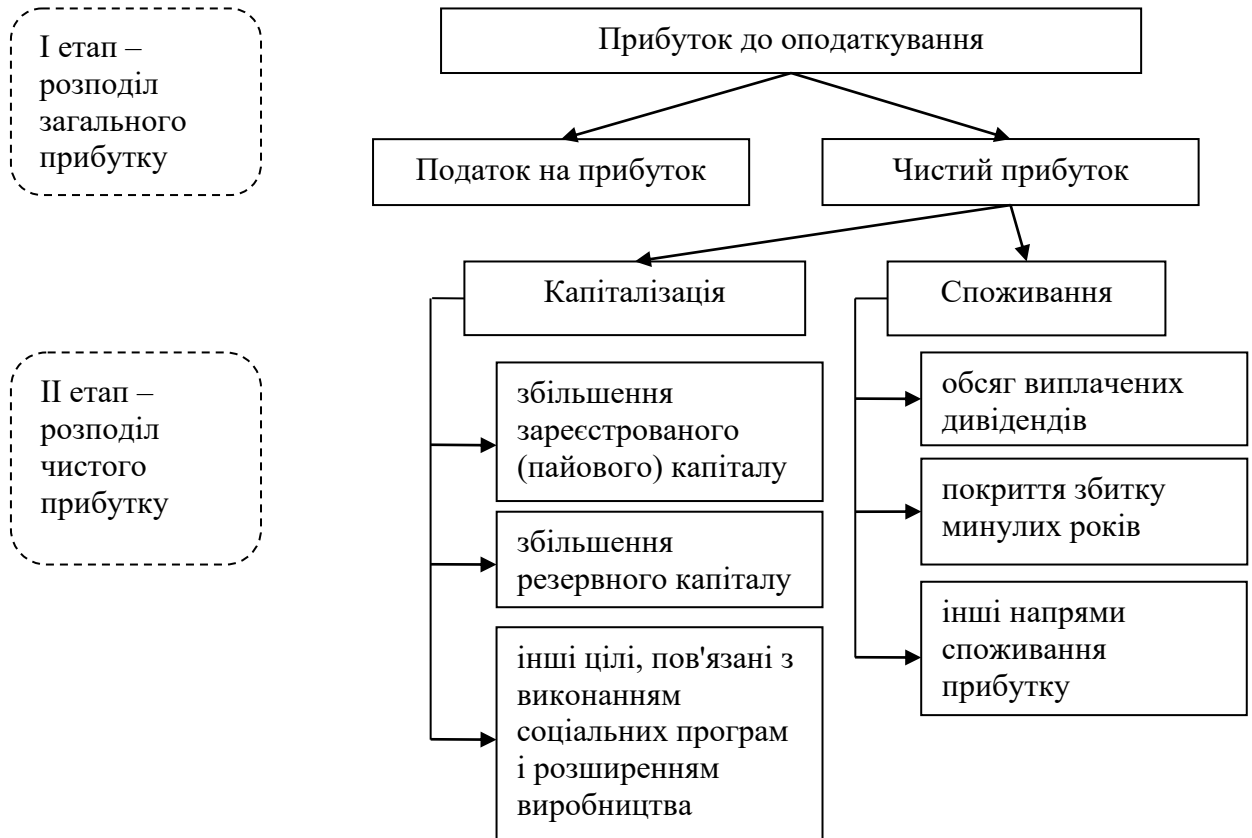 І етап –
розподіл
загального
прибутку
Прибуток до оподаткування
Податок на прибуток
Чистий прибуток
Капіталізація
Споживання
ІІ етап –
розподіл
чистого
прибутку
збільшення
зареєстрованого
(пайового) капіталу
збільшення
резервного капіталу
інші цілі, пов'язані з
виконанням
соціальних програм
і розширенням
виробництва
обсяг виплачених
дивідендів
покриття збитку
минулих років
інші напрями
споживання
прибутку